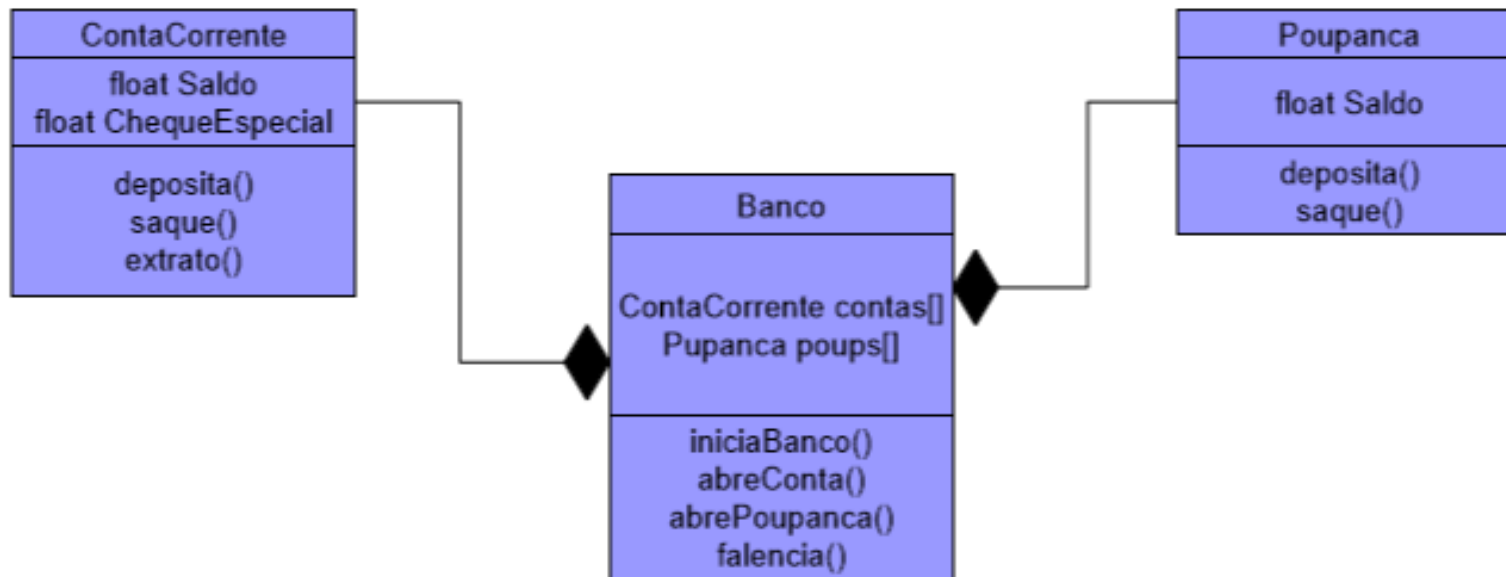 ContaCorrente
float Saldo
float ChequeEspecial
deposita()
saque()
extrato()
Banco
ContaCorrente contas[]
Pupanca poups[]
iniciaBanco()
abreConta()
abrePoupanca()
falencia()
Poupanca
float Saldo
deposita()
saque()